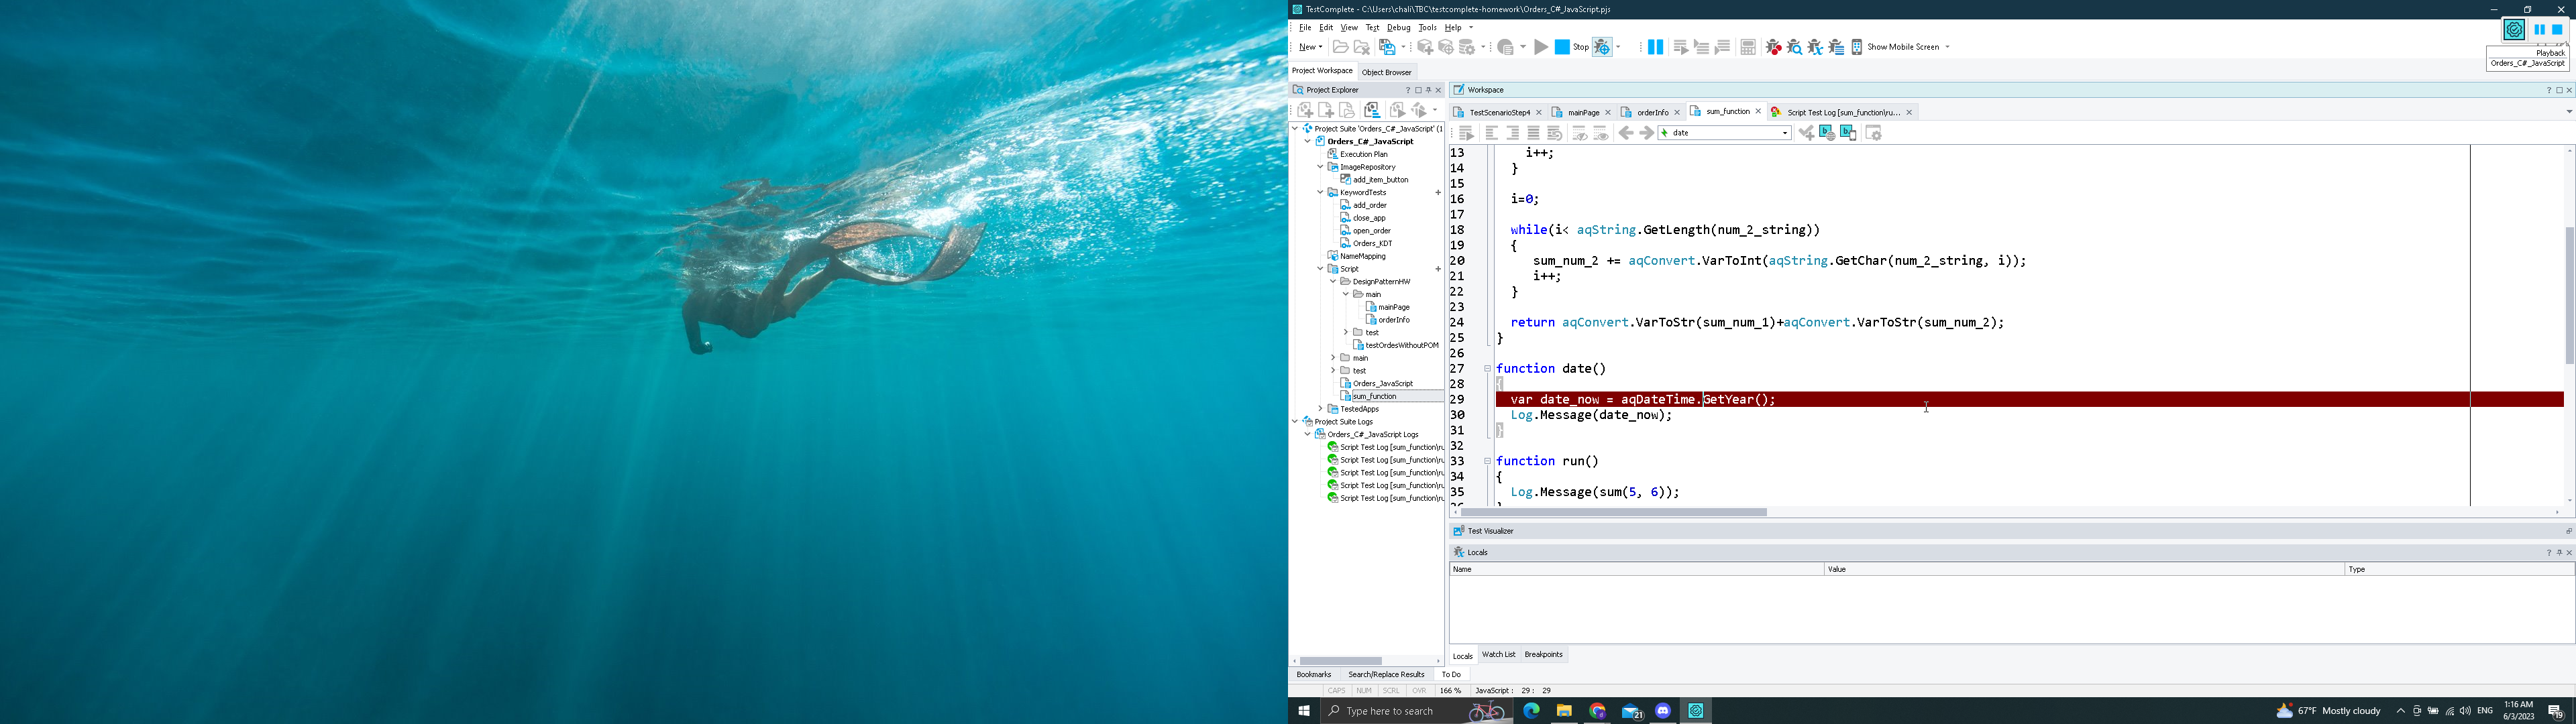 TestComplete - C:\Users\chali\TBC\testcomplete-homework\Orders_C#_JavaScript.pjs
File Edit View Test Debug Tools Help
New Stop Show Mobile Screen
Playback
Orders_C#_JavaScript
Project Workspace Object Browser
Project Explorer
Workspace
TestScenarioStep4 mainPage orderInfo sum_function Script Test Log [sum_function\ru...
date
Project Suite 'Orders_C#_JavaScript' (1
Orders_C#_JavaScript
Execution Plan
ImageRepository
add_item_button
KeywordTests
add_order
close_app
open_order
Orders_KDT
NameMapping
Script
DesignPatternHW
main
mainPage
orderInfo
test
testOrdesWithoutPOM
main
test
Orders_JavaScript
sum_function
TestedApps
Project Suite Logs
Orders_C#_JavaScript Logs
Script Test Log [sum_function\ru
Script Test Log [sum_function\ru
Script Test Log [sum_function\ru
Script Test Log [sum_function\ru
Script Test Log [sum_function\ru
Bookmarks Search/Replace Results To Do
13 i++;
14 }
15
16 i=0;
17
18 while(i< aqString.GetLength(num_2_string))
19 {
20 sum_num_2 += aqConvert.VarToInt(aqString.GetChar(num_2_string, i));
21 i++;
22 }
23
24 return aqConvert.VarToStr(sum_num_1)+aqConvert.VarToStr(sum_num_2);
25 }
26
27 function date()
28 {
29 var date_now = aqDateTime.GetYear();
30 Log.Message(date_now);
31 }
32
33 function run()
34 {
35 Log.Message(sum(5, 6));
Test Visualizer
Locals
Name Value Type
Locals Watch List Breakpoints
CAPS NUM SCRL OVR 166 % JavaScript : 29 : 29
Type here to search
21
67°F Mostly cloudy ENG 1:16 AM
6/3/2023
19